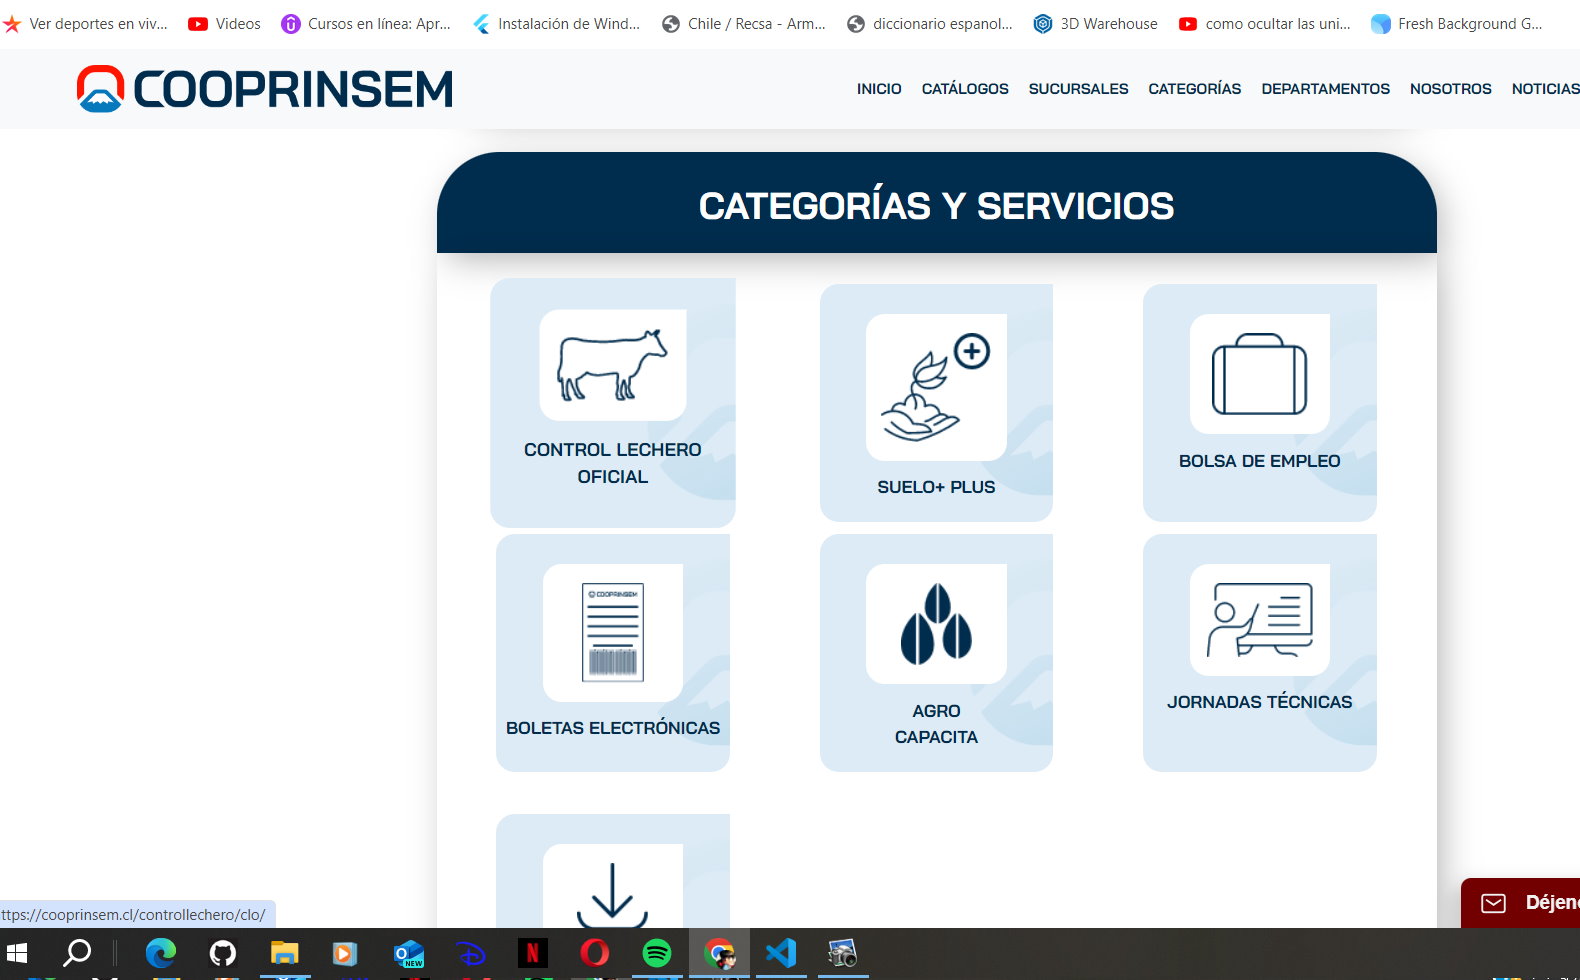 Ver deportes en viv... Videos Cursos en línea: Apr... Instalación de Wind... Chile / Recsa - Arm... diccionario espanol... 3D Warehouse como ocultar las uni... Fresh Background G...
COOPRINSEM
INICIO CATÁLOGOS SUCURSALES CATEGORÍAS DEPARTAMENTOS NOSOTROS NOTICIAS
CATEGORÍAS Y SERVICIOS
CONTROL LECHERO
OFICIAL
SUELO+ PLUS
BOLSA DE EMPLEO
COOPRINSEM
BOLETAS ELECTRÓNICAS
AGRO
CAPACITA
JORNADAS TÉCNICAS
Déjeno
ttps://cooprinsem.cl/controllechero/clo/
NEW